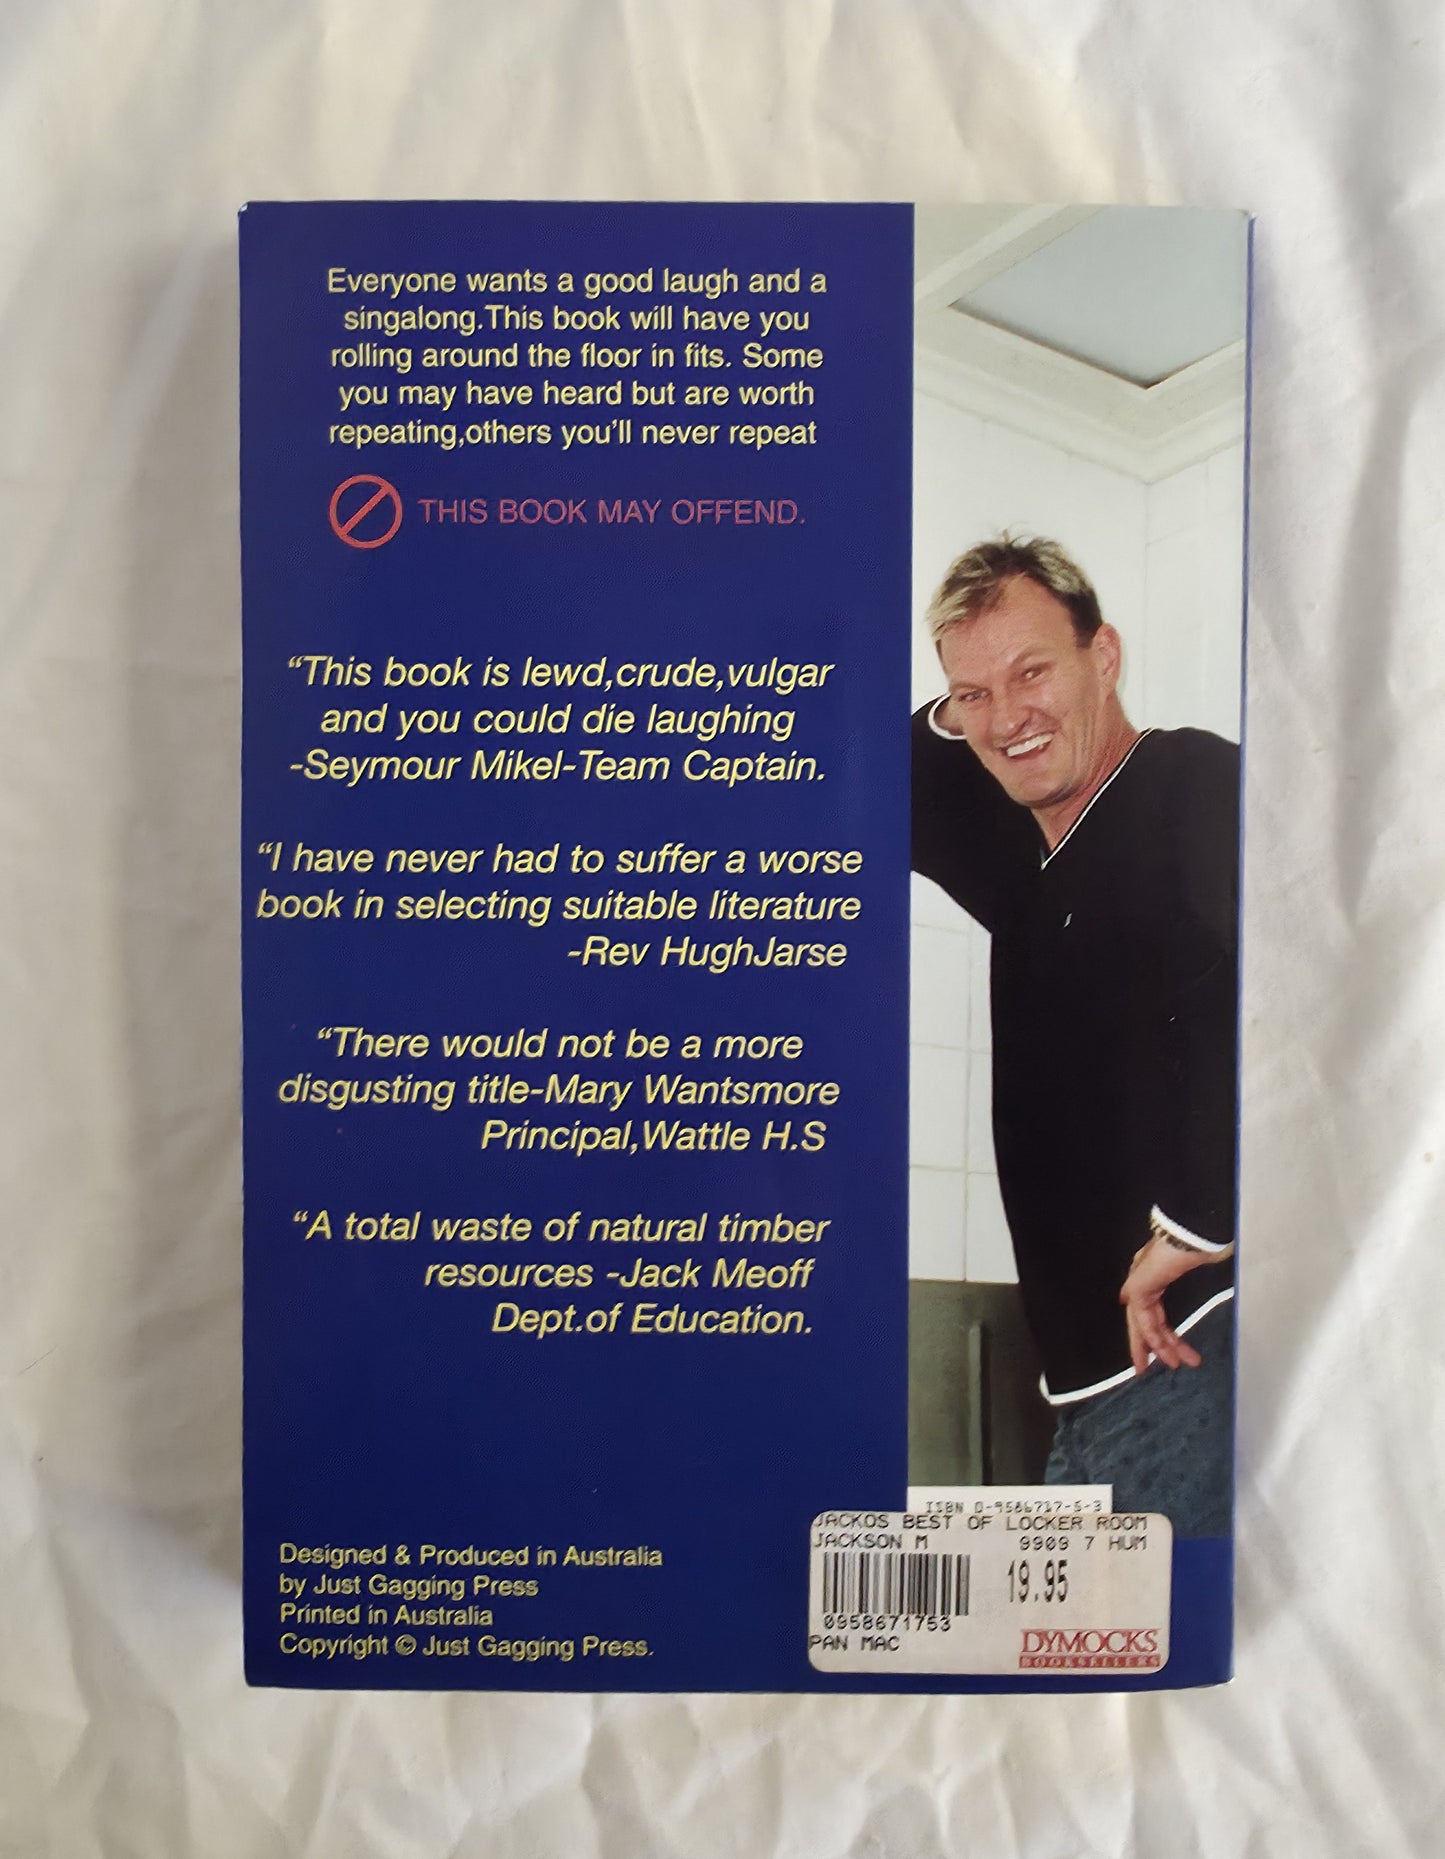 Everyone wants a good laugh and a
singalong.This book will have you
rolling around the floor in fits. Some
you may have heard but are worth
repeating,others you'll never repeat
THIS BOOK MAY OFFEND.
“This book is lewd,crude,vulgar
and you could die laughing
-Seymour Mikel-Team Captain.
“I have never had to suffer a worse
book in selecting suitable literature
-Rev HughJarse
“There would not be a more
disgusting title-Mary Wantsmore
Principal,Wattle H.S
“A total waste of natural timber
resources -Jack Meoff
Dept.of Education.
Designed & Produced in Australia
by Just Gagging Press
Printed in Australia
Copyright © Just Gagging Press.
ISBN 0-9586717-5-3
JACKOS BEST OF LOCKER ROOM
JACKSON M 9909 7 HUM
19.95
0958671753
PAN MAC
DYMOCKS
BOOKSELLERS